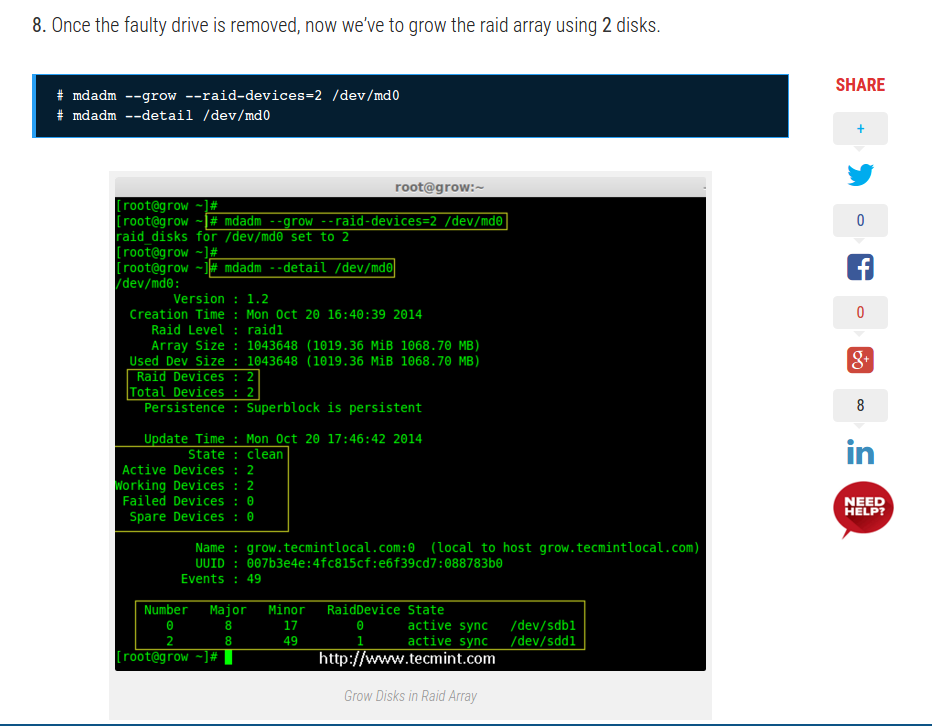 8. Once the faulty drive is removed, now we’ve to grow the raid array using 2 disks.
# mdadm --grow --raid-devices=2 /dev/md0
# mdadm --detail /dev/md0
root@grow:~
[root@grow ~]#
[root@grow ~]# mdadm --grow --raid-devices=2 /dev/md0
raid_disks for /dev/md0 set to 2
[root@grow ~]#
[root@grow ~]# mdadm --detail /dev/md0
/dev/md0:
Version : 1.2
Creation Time : Mon Oct 20 16:40:39 2014
Raid Level : raid1
Array Size : 1043648 (1019.36 MiB 1068.70 MB)
Used Dev Size : 1043648 (1019.36 MiB 1068.70 MB)
Raid Devices : 2
Total Devices : 2
Persistence : Superblock is persistent
Update Time : Mon Oct 20 17:46:42 2014
State : clean
Active Devices : 2
Working Devices : 2
Failed Devices : 0
Spare Devices : 0
Name : grow.tecmintlocal.com:0 (local to host grow.tecmintlocal.com)
UUID : 007b3e4e:4fc815cf:e6f39cd7:088783b0
Events : 49
Number Major Minor RaidDevice State
0 8 17 0 active sync /dev/sdb1
2 8 49 1 active sync /dev/sdd1
[root@grow ~]#
http://www.tecmint.com
Grow Disks in Raid Array
SHARE
+
0
f
0
g+
8
in
NEED
HELP?